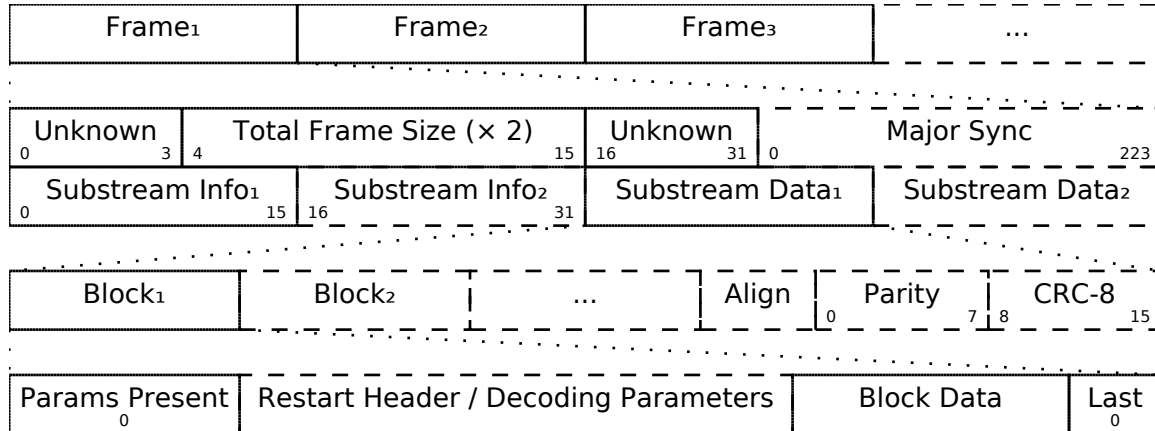 Frame₁ Frame₂ Frame₃ ...
Unknown Total Frame Size (× 2) Unknown Major Sync
0 3 4 15 16 31 0 223
Substream Info₁ Substream Info₂ Substream Data₁ Substream Data₂
0 15 16 31
Block₁ Block₂ ... Align Parity CRC-8
0 7 8 15
Params Present Restart Header / Decoding Parameters Block Data Last
0 0